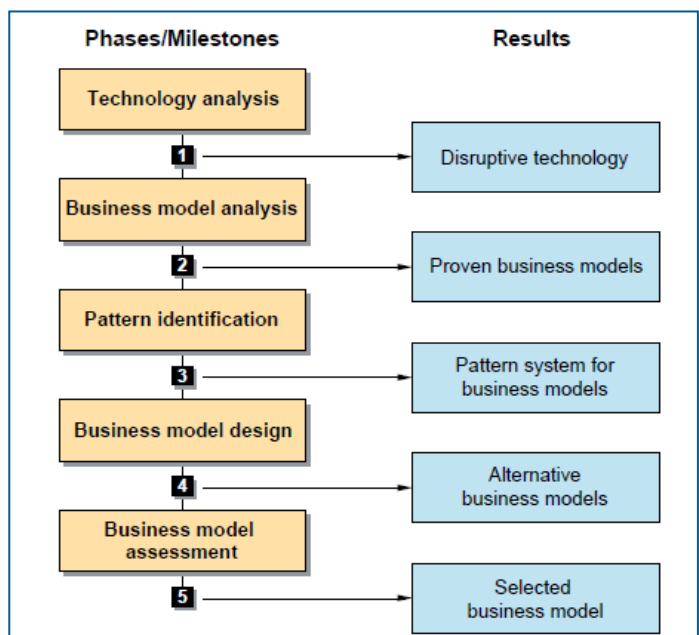 Phases/Milestones
Results
Technology analysis
1
Disruptive technology
Business model analysis
2
Proven business models
Pattern identification
3
Pattern system for
business models
Business model design
4
Alternative
business models
Business model
assessment
5
Selected
business model